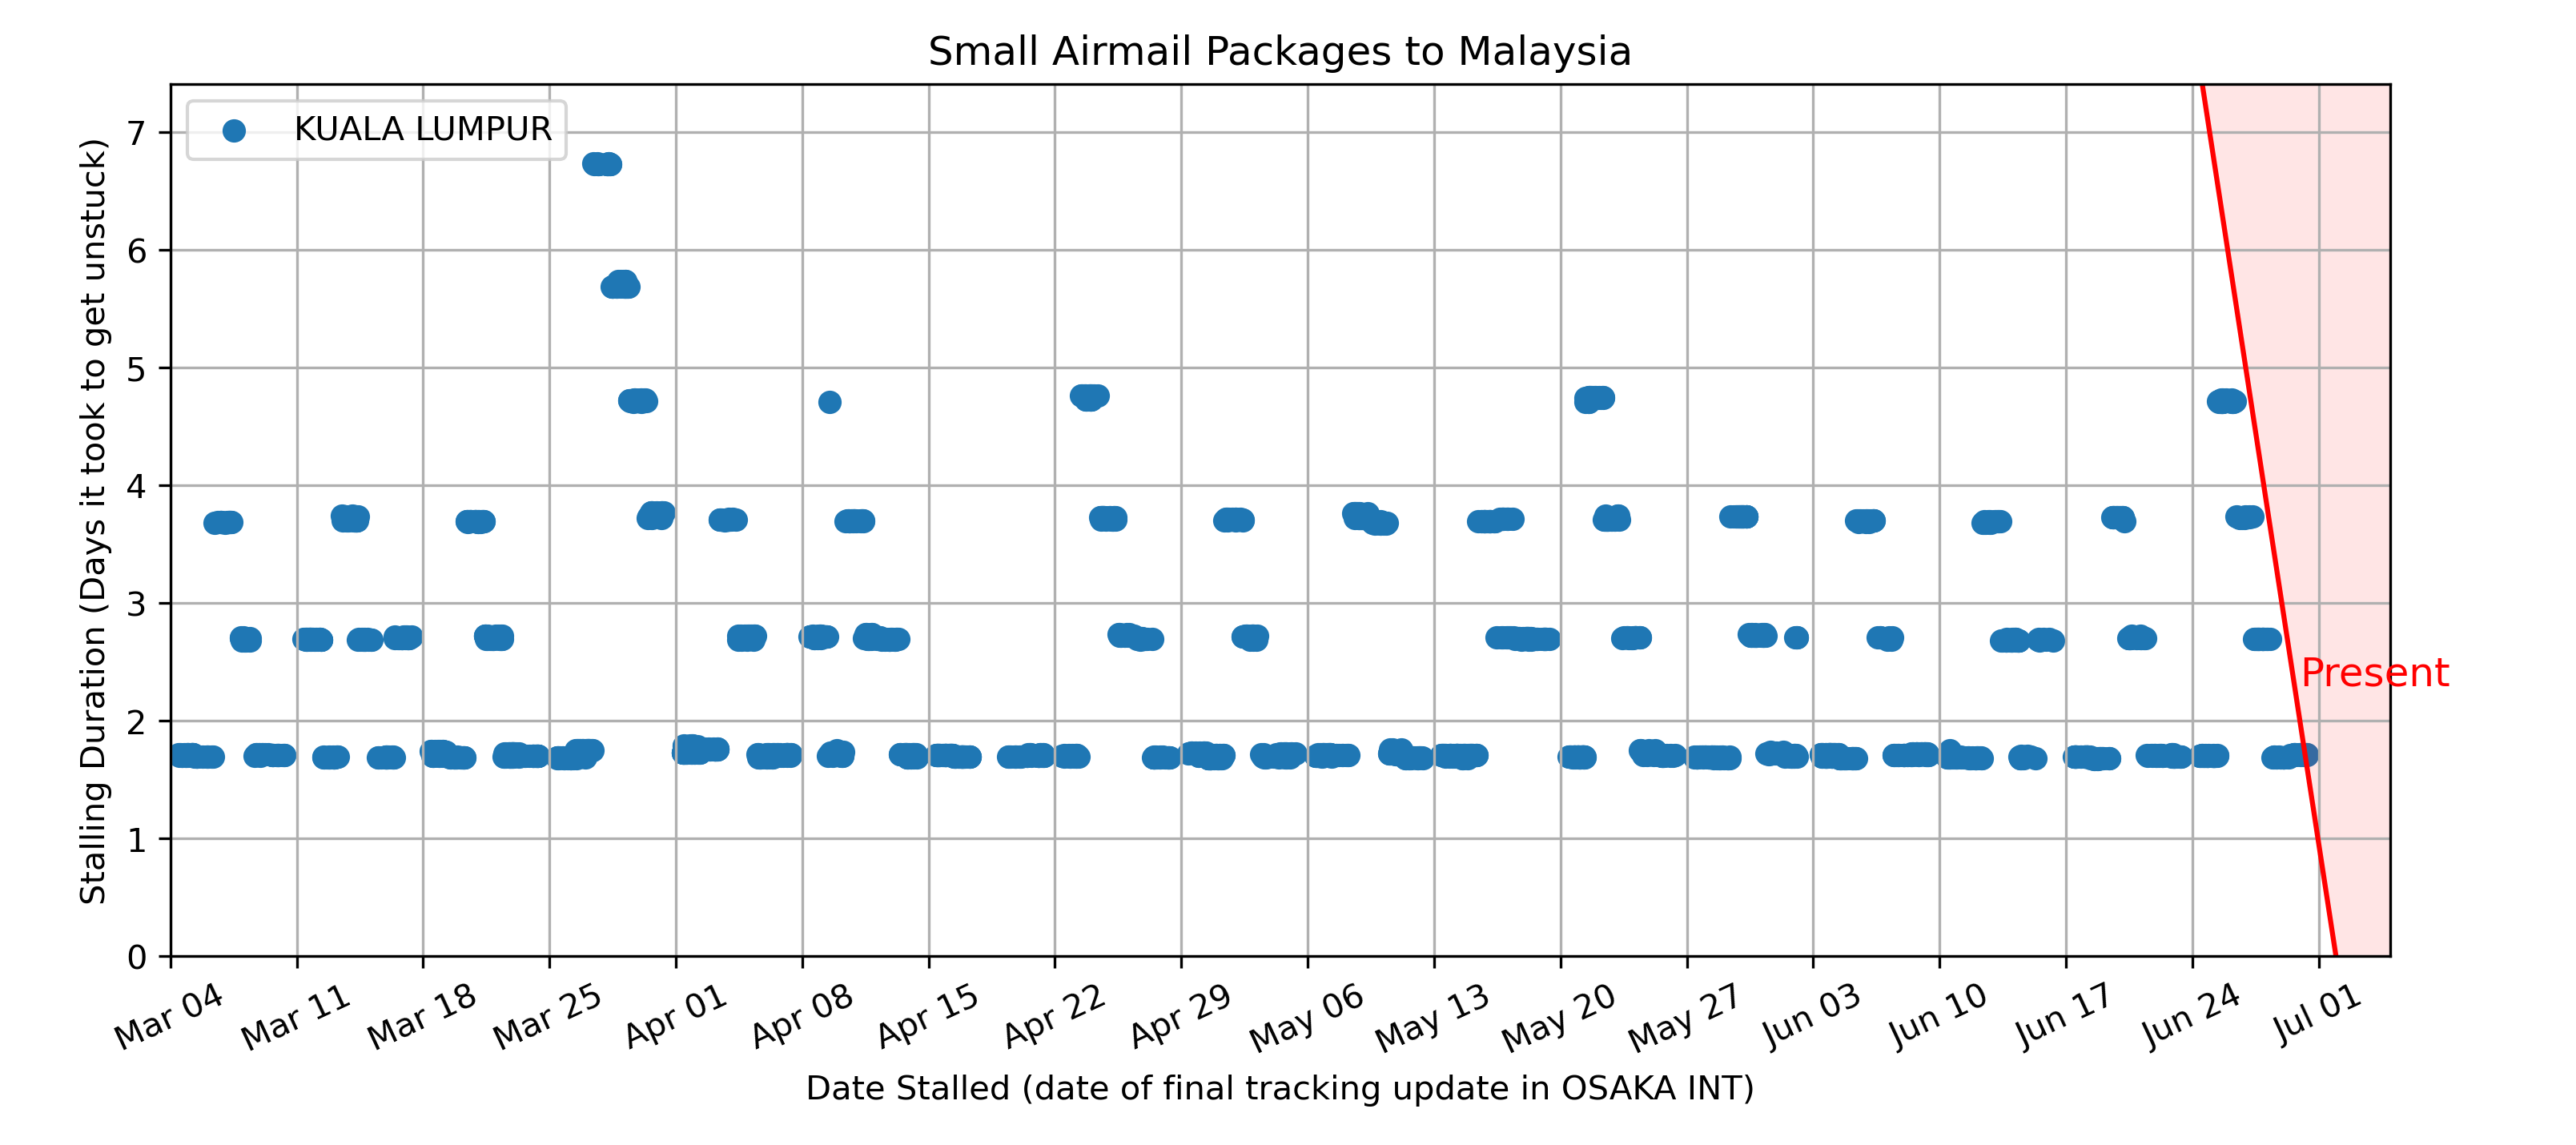 Small Airmail Packages to Malaysia
KUALA LUMPUR
Stalling Duration (Days it took to get unstuck)
7
6
5
4
3
2
1
0
Present
Mar 04
Mar 11
Mar 18
Mar 25
Apr 01
Apr 08
Apr 15
Apr 22
Apr 29
May 06
May 13
May 20
May 27
Jun 03
Jun 10
Jun 17
Jun 24
Jul 01
Date Stalled (date of final tracking update in OSAKA INT)